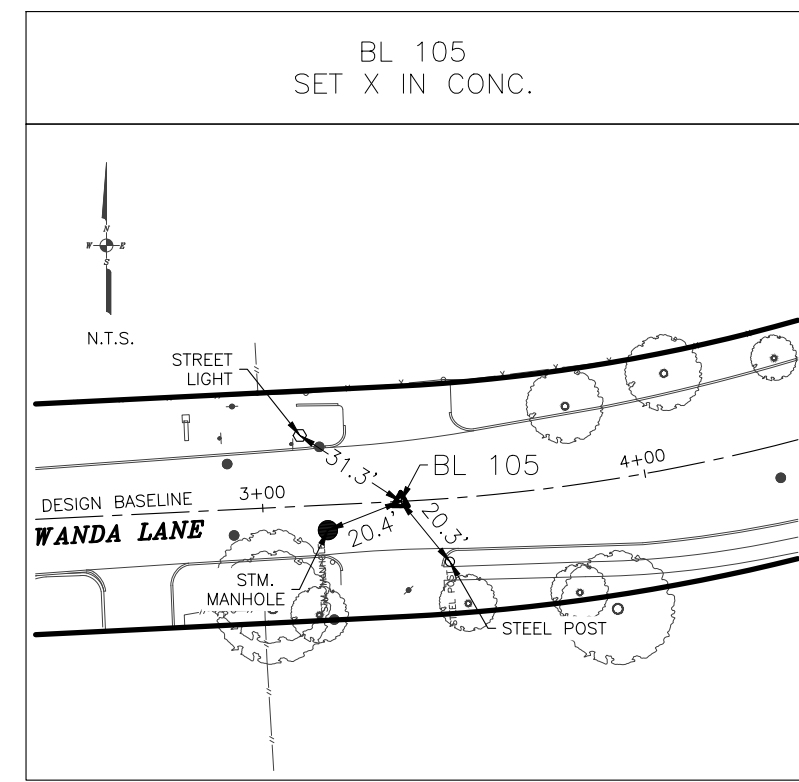 BL 105
SET X IN CONC.
N
W E
S
N.T.S.
STREET
LIGHT
31.3'
BL 105
4+00
3+00
DESIGN BASELINE
WANDA LANE
20.4'
20.3'
STM.
MANHOLE
STEEL POST
STEEL POST